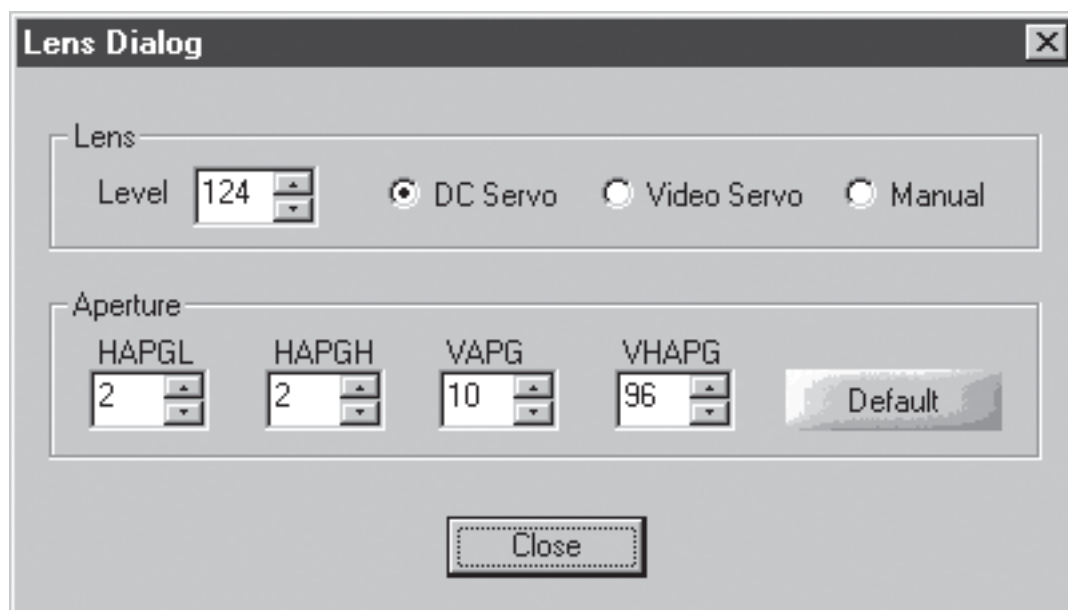 Lens Dialog
Lens
Level 124 DC Servo Video Servo Manual
Aperture
HAPGL HAPGH VAPG VHAPG
2 2 10 96 Default
Close